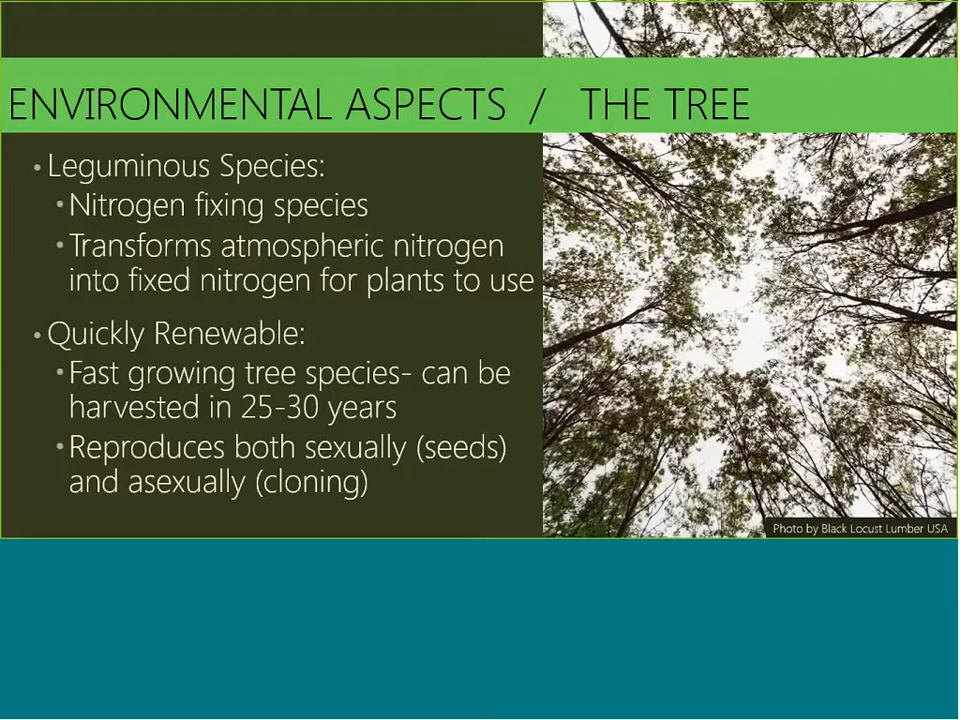 ENVIRONMENTAL ASPECTS / THE TREE
• Leguminous Species:
• Nitrogen fixing species
• Transforms atmospheric nitrogen
into fixed nitrogen for plants to use
• Quickly Renewable:
• Fast growing tree species- can be
harvested in 25-30 years
• Reproduces both sexually (seeds)
and asexually (cloning)
Photo by Black Locust Lumber USA